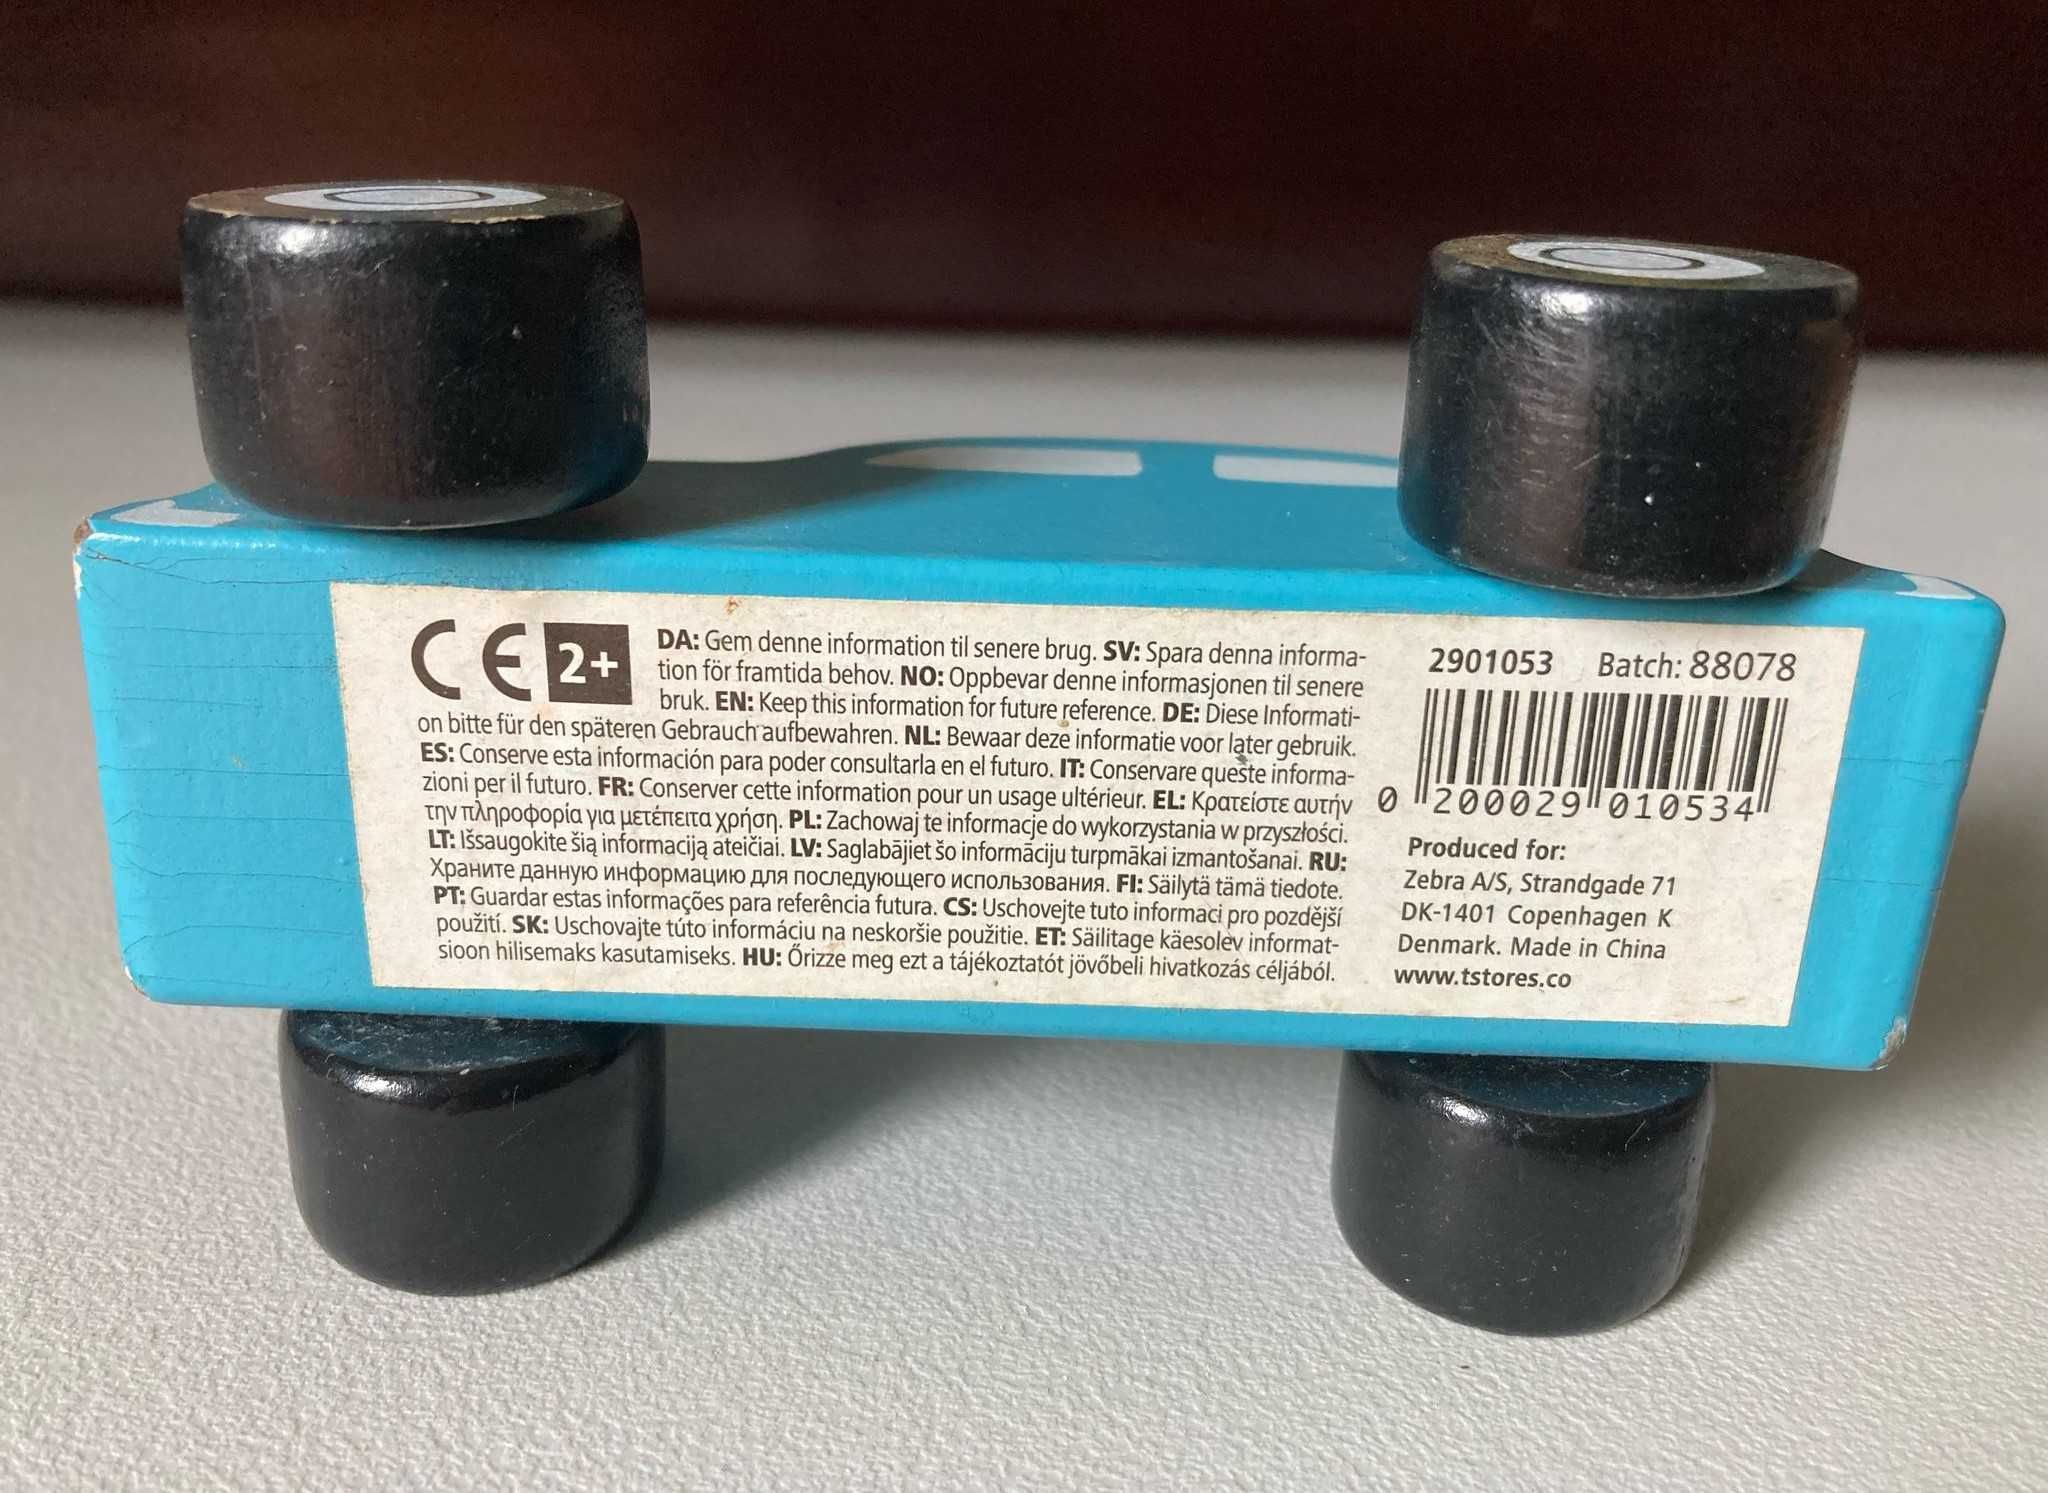 CE 2+ DA: Gem denne information til senere brug. SV: Spara denna informa-
tion för framtida behov. NO: Oppbevar denne informasjonen til senere
bruk. EN: Keep this information for future reference. DE: Diese Informati-
on bitte für den späteren Gebrauch aufbewahren. NL: Bewaar deze informatie voor later gebruik.
ES: Conserve esta información para poder consultarla en el futuro. IT: Conservare queste informa-
zioni per il futuro. FR: Conserver cette information pour un usage ultérieur. EL: Κρατείστε αυτήν
την πληροφορία για μετέπειτα χρήση. PL: Zachowaj te informacje do wykorzystania w przyszłości.
LT: Išsaugokite šią informaciją ateičiai. LV: Saglabājiet šo informāciju turpmākai izmantošanai. RU:
Храните данную информацию для последующего использования. FI: Säilytä tämä tiedote.
PT: Guardar estas informações para referência futura. CS: Uschovejte tuto informaci pro pozdější
použití. SK: Uschovajte túto informáciu na neskoršie použitie. ET: Säilitage käesolev informat-
sioon hilisemaks kasutamiseks. HU: Őrizze meg ezt a tájékoztatót jövőbeli hivatkozás céljából.
2901053 Batch: 88078
0 200029 010534
Produced for:
Zebra A/S, Strandgade 71
DK-1401 Copenhagen K
Denmark. Made in China
www.tstores.co